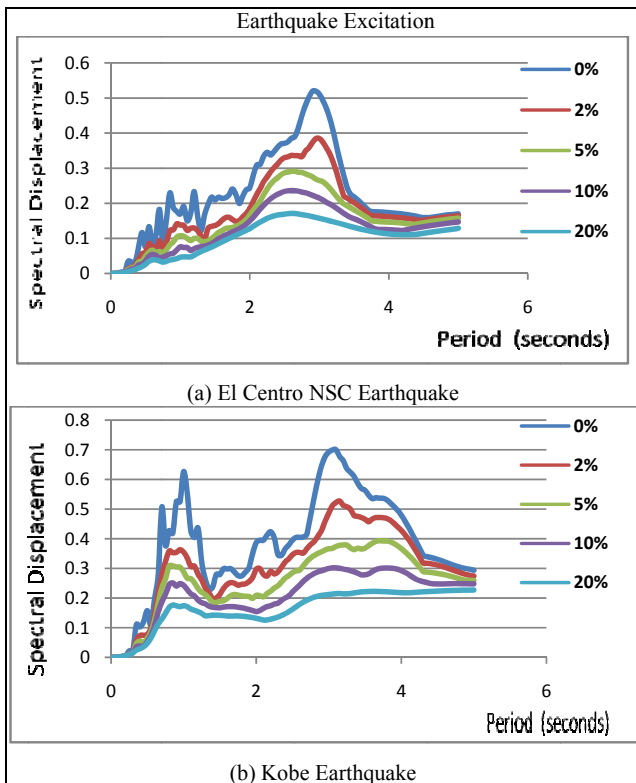 Earthquake Excitation
0.6
0.5
0.4
0.3
0.2
0.1
0
0 2 4 6
Spectral Displacement
Period (seconds)
0%
2%
5%
10%
20%
(a) El Centro NSC Earthquake
0.8
0.7
0.6
0.5
0.4
0.3
0.2
0.1
0
0 2 4 6
Spectral Displacement
Period (seconds)
0%
2%
5%
10%
20%
(b) Kobe Earthquake